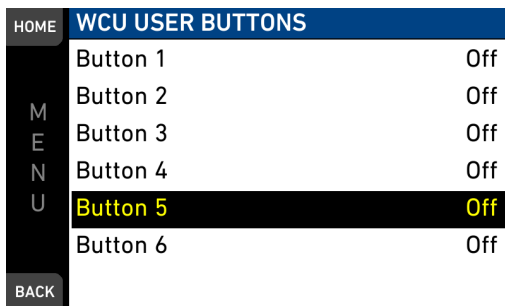 HOME
WCU USER BUTTONS
Button 1 Off
Button 2 Off
Button 3 Off
Button 4 Off
Button 5 Off
Button 6 Off
MENU
BACK